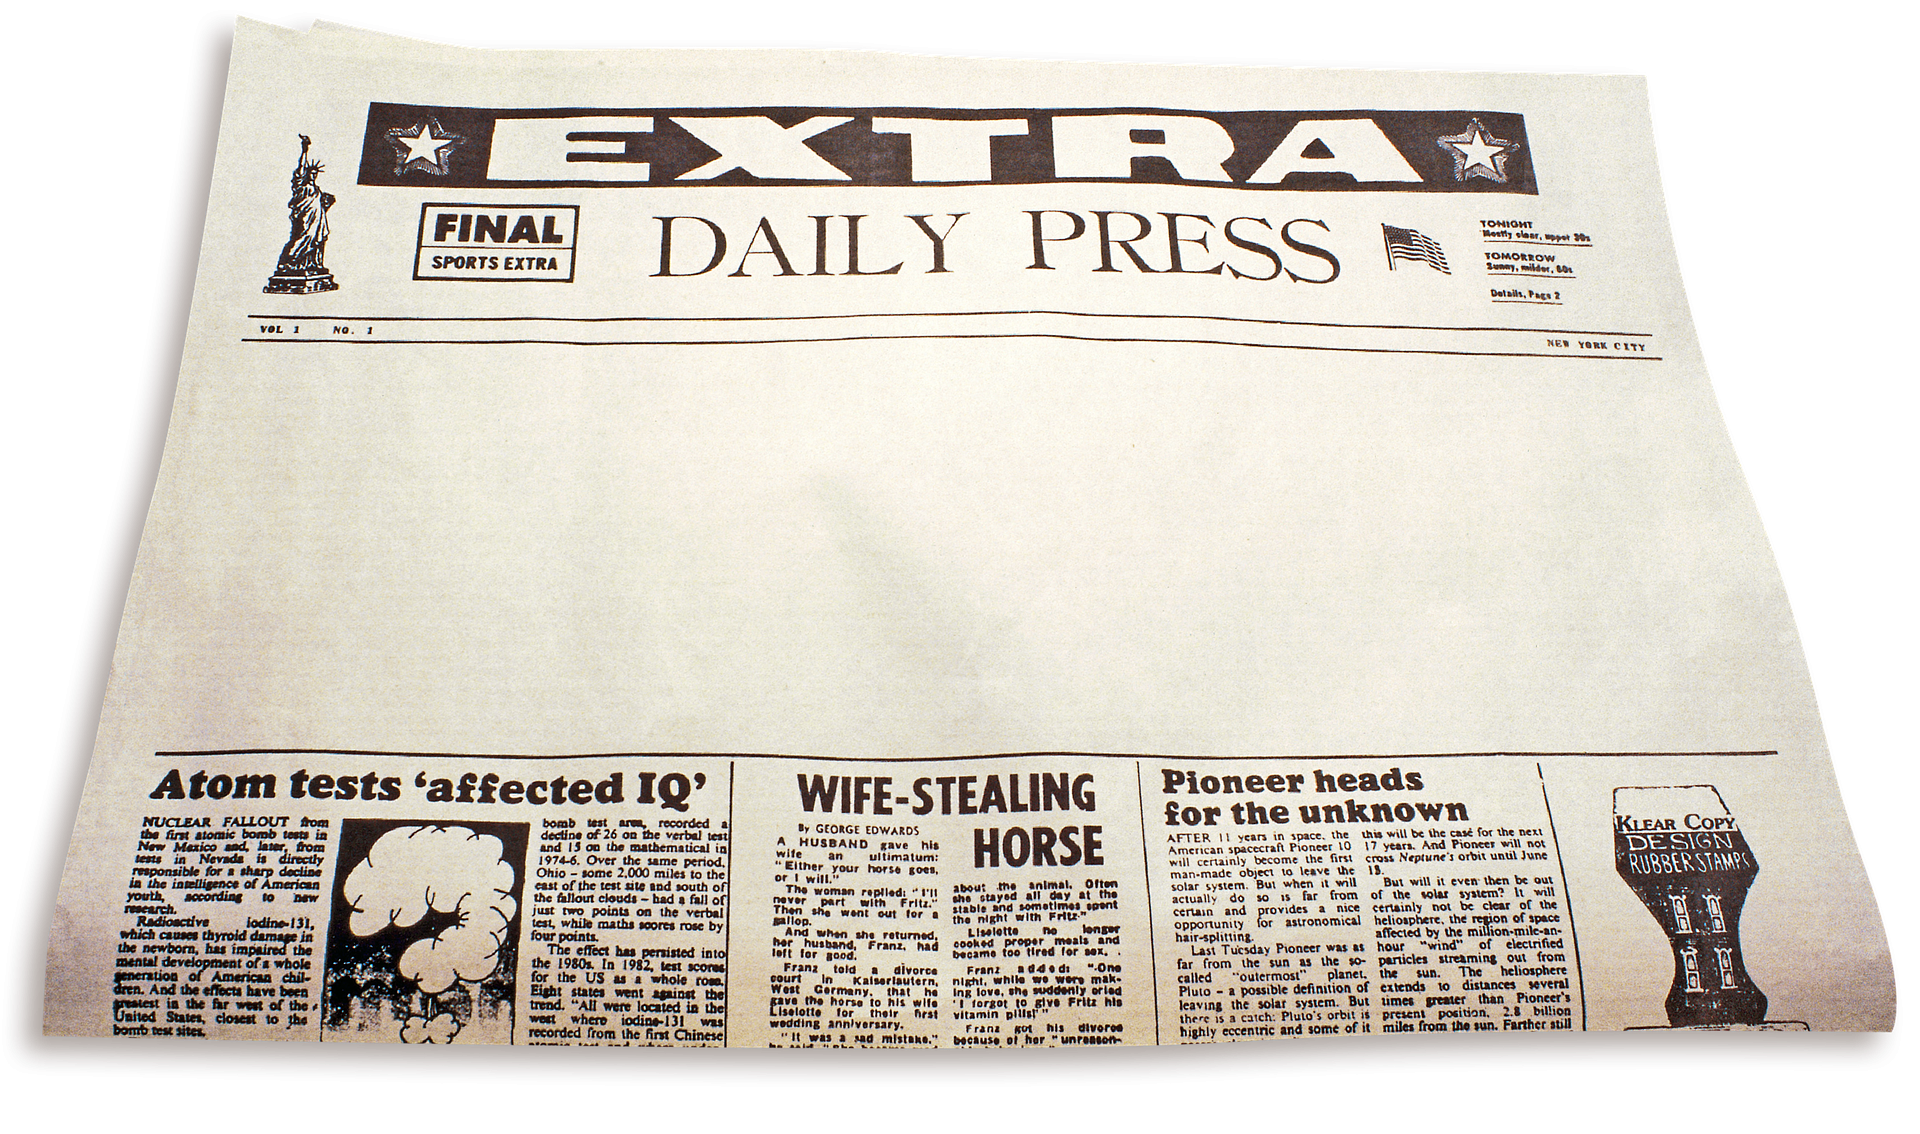 EXTRA
FINAL
SPORTS EXTRA
DAILY PRESS
TONIGHT
Mostly clear, upper 30s
TOMORROW
Sunny, milder, 60s
Details, Page 2
VOL 1 NO. 1
NEW YORK CITY
Atom tests ‘affected IQ’
NUCLEAR FALLOUT from
the first atomic bomb tests in
New Mexico and, later, from
tests in Nevada is directly
responsible for a sharp decline
in the intelligence of American
youth, according to new
research.
Radioactive iodine-131,
which causes thyroid damage in
the newborn, has impaired the
mental development of a whole
generation of American chil-
dren. And the effects have been
greatest in the far west of the
United States, closest to the
bomb test sites.
bomb test area, recorded a
decline of 26 on the verbal test
and 15 on the mathematical in
1974-6. Over the same period,
Ohio – some 2,000 miles to the
east of the test site and south of
the fallout clouds – had a fall of
just two points on the verbal
test, while maths scores rose by
four points.
The effect has persisted into
the 1980s. In 1982, test scores
for the US as a whole rose.
Eight states went against the
trend. "All were located in the
west where iodine-131 was
recorded from the first Chinese
atomic test and where
WIFE-STEALING
HORSE
By GEORGE EDWARDS
A HUSBAND gave his
wife an ultimatum:
"Either your horse goes,
or I will."
The woman replied: "I'll
never part with Fritz."
Then she went out for a
gallop.
And when she returned,
her husband, Franz, had
left for good.
Franz told a divorce
court in Kaiserlautern,
West Germany, that he
gave the horse to his wife
Liselotte for their first
wedding anniversary.
"It was a sad mistake,"
he said. "She became
about the animal. Often
she stayed all day at the
stable and sometimes spent
the night with Fritz."
Liselotte no longer
cooked proper meals and
became too tired for sex.
Franz added: "One
night, while we were mak-
ing love, she suddenly cried
'I forgot to give Fritz his
vitamin pills!'"
Franz got his divorce
because of her "unreason-
Pioneer heads
for the unknown
AFTER 11 years in space, the
American spacecraft Pioneer 10
will certainly become the first
man-made object to leave the
solar system. But when it will
actually do so is far from
certain and provides a nice
opportunity for astronomical
hair-splitting.
Last Tuesday Pioneer was as
far from the sun as the so-
called "outermost" planet,
Pluto – a possible definition of
leaving the solar system. But
there is a catch: Pluto's orbit is
highly eccentric and some of it
this will be the case for the next
17 years. And Pioneer will not
cross Neptune's orbit until June
13.
But will it even then be out
of the solar system? It will
certainly not be clear of the
heliosphere, the region of space
affected by the million-mile-an-
hour "wind" of electrified
particles streaming out from
the sun. The heliosphere
extends to distances several
times greater than Pioneer's
present position, 2.8 billion
miles from the sun. Farther still
KLEAR COPY
DESIGN
RUBBER STAMPS